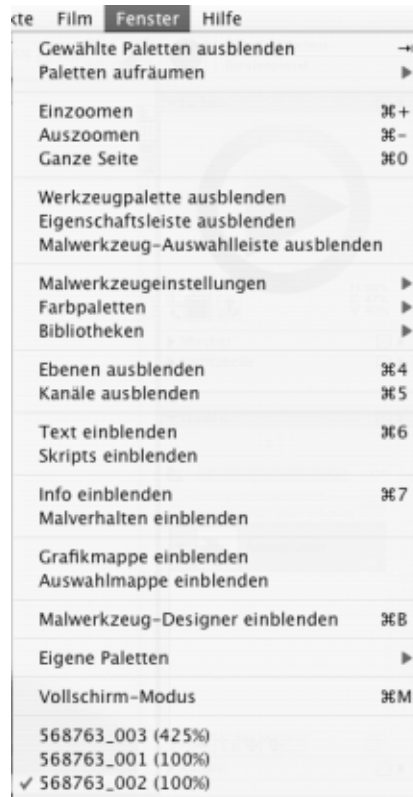 kte Film Fenster Hilfe
Gewählte Paletten ausblenden
Paletten aufräumen
Einzoomen ⌘+
Auszoomen ⌘-
Ganze Seite ⌘0
Werkzeugpalette ausblenden
Eigenschaftsleiste ausblenden
Malwerkzeug-Auswahlleiste ausblenden
Malwerkzeugeinstellungen
Farbpaletten
Bibliotheken
Ebenen ausblenden ⌘4
Kanäle ausblenden ⌘5
Text einblenden ⌘6
Skripts einblenden
Info einblenden ⌘7
Malverhalten einblenden
Grafikmappe einblenden
Auswahlmappe einblenden
Malwerkzeug-Designer einblenden ⌘B
Eigene Paletten
Vollschirm-Modus ⌘M
568763_003 (425%)
568763_001 (100%)
✓ 568763_002 (100%)